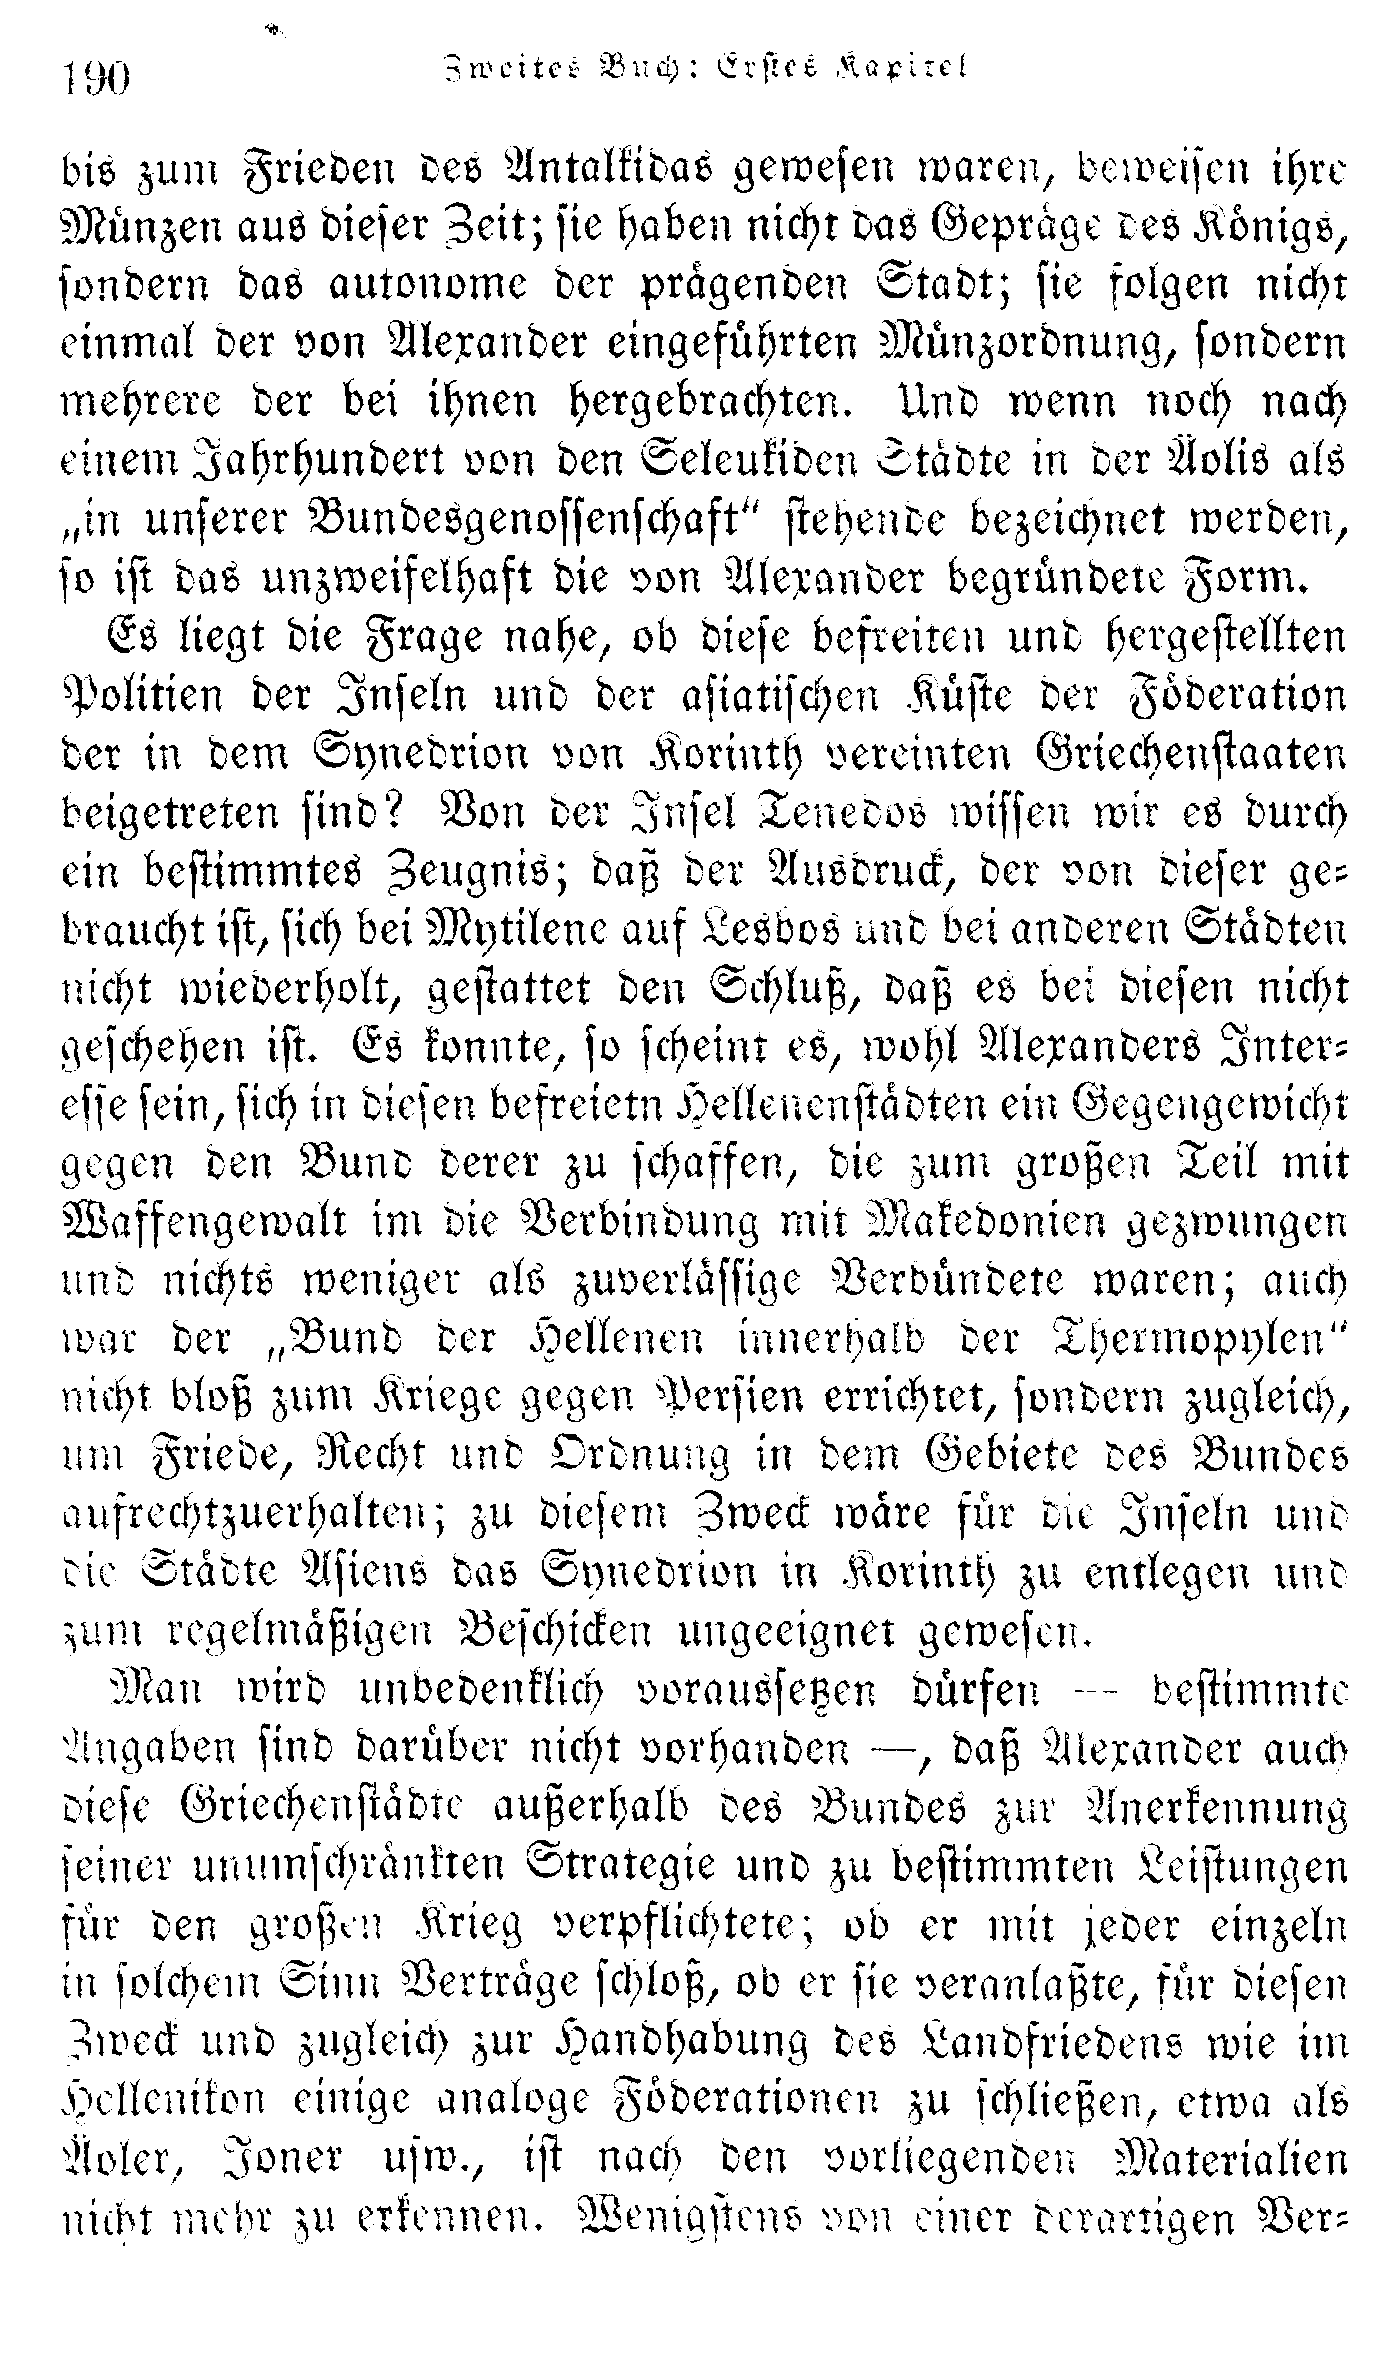 190
Zweites Buch: Erstes Kapitel
bis zum Frieden des Antalkidas gewesen waren, beweisen ihre
Münzen aus dieser Zeit; sie haben nicht das Gepräge des Königs,
sondern das autonome der prägenden Stadt; sie folgen nicht
einmal der von Alexander eingeführten Münzordnung, sondern
mehrere der bei ihnen hergebrachten. Und wenn noch nach
einem Jahrhundert von den Seleukiden Städte in der Äolis als
„in unserer Bundesgenossenschaft“ stehende bezeichnet werden,
so ist das unzweifelhaft die von Alexander begründete Form.
Es liegt die Frage nahe, ob diese befreiten und hergestellten
Politien der Inseln und der asiatischen Küste der Föderation
der in dem Synedrion von Korinth vereinten Griechenstaaten
beigetreten sind? Von der Insel Tenedos wissen wir es durch
ein bestimmtes Zeugnis; daß der Ausdruck, der von dieser ge-
braucht ist, sich bei Mytilene auf Lesbos und bei anderen Städten
nicht wiederholt, gestattet den Schluß, daß es bei diesen nicht
geschehen ist. Es konnte, so scheint es, wohl Alexanders Inter-
esse sein, sich in diesen befreietn Hellenenstädten ein Gegengewicht
gegen den Bund derer zu schaffen, die zum großen Teil mit
Waffengewalt im die Verbindung mit Makedonien gezwungen
und nichts weniger als zuverlässige Verbündete waren; auch
war der „Bund der Hellenen innerhalb der Thermopylen“
nicht bloß zum Kriege gegen Persien errichtet, sondern zugleich,
um Friede, Recht und Ordnung in dem Gebiete des Bundes
aufrechtzuerhalten; zu diesem Zweck wäre für die Inseln und
die Städte Asiens das Synedrion in Korinth zu entlegen und
zum regelmäßigen Beschicken ungeeignet gewesen.
Man wird unbedenklich voraussetzen dürfen — bestimmte
Angaben sind darüber nicht vorhanden —, daß Alexander auch
diese Griechenstädte außerhalb des Bundes zur Anerkennung
seiner unumschränkten Strategie und zu bestimmten Leistungen
für den großen Krieg verpflichtete; ob er mit jeder einzeln
in solchem Sinn Verträge schloß, ob er sie veranlaßte, für diesen
Zweck und zugleich zur Handhabung des Landfriedens wie im
Hellenikon einige analoge Föderationen zu schließen, etwa als
Äoler, Joner usw., ist nach den vorliegenden Materialien
nicht mehr zu erkennen. Wenigstens von einer derartigen Ver-